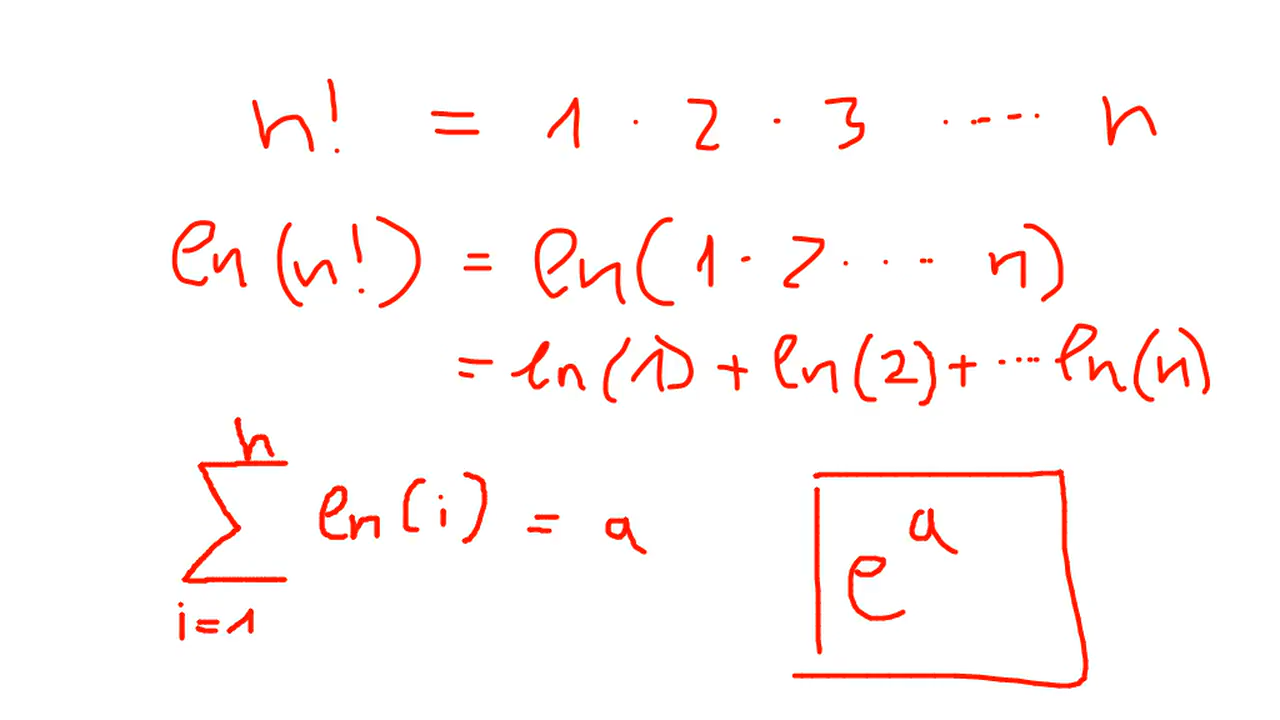 n! = 1 · 2 · 3 ····· n
ln(n!) = ln(1 · 2 · · ·· n)
= ln(1) + ln(2) + ··· ln(n)
n
∑ ln(i) = a
i=1
e^a